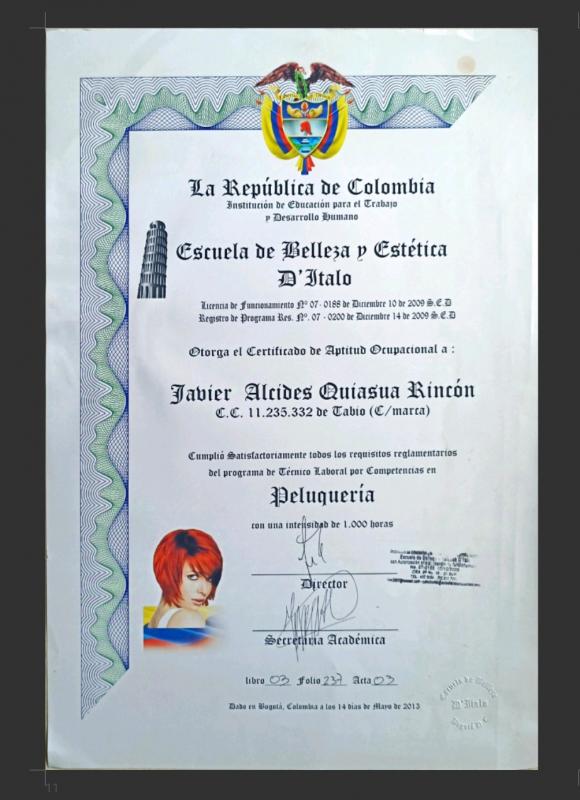 La República de Colombia
Institución de Educación para el Trabajo
y Desarrollo Humano
Escuela de Belleza y Estética
D'Italo
Licencia de Funcionamiento Nº 07-0188 de Diciembre 10 de 2009 S.E.D
Registro de Programa Res. Nº. 07 - 0200 de Diciembre 14 de 2009 S.E.D
Otorga el Certificado de Aptitud Ocupacional a :
Javier Alcides Quiasua Rincón
C.C. 11.235.332 de Tabio (C/marca)
Cumplió Satisfactoriamente todos los requisitos reglamentarios
del programa de Técnico Laboral por Competencias en
Peluquería
con una intensidad de 1.000 horas
Director
Secretaria Académica
libro 03 Folio 237 Acta 03
Escuela de Belleza
D'Italo
Bogotá D.C.
Dado en Bogotá, Colombia a los 14 días de Mayo de 2013
11